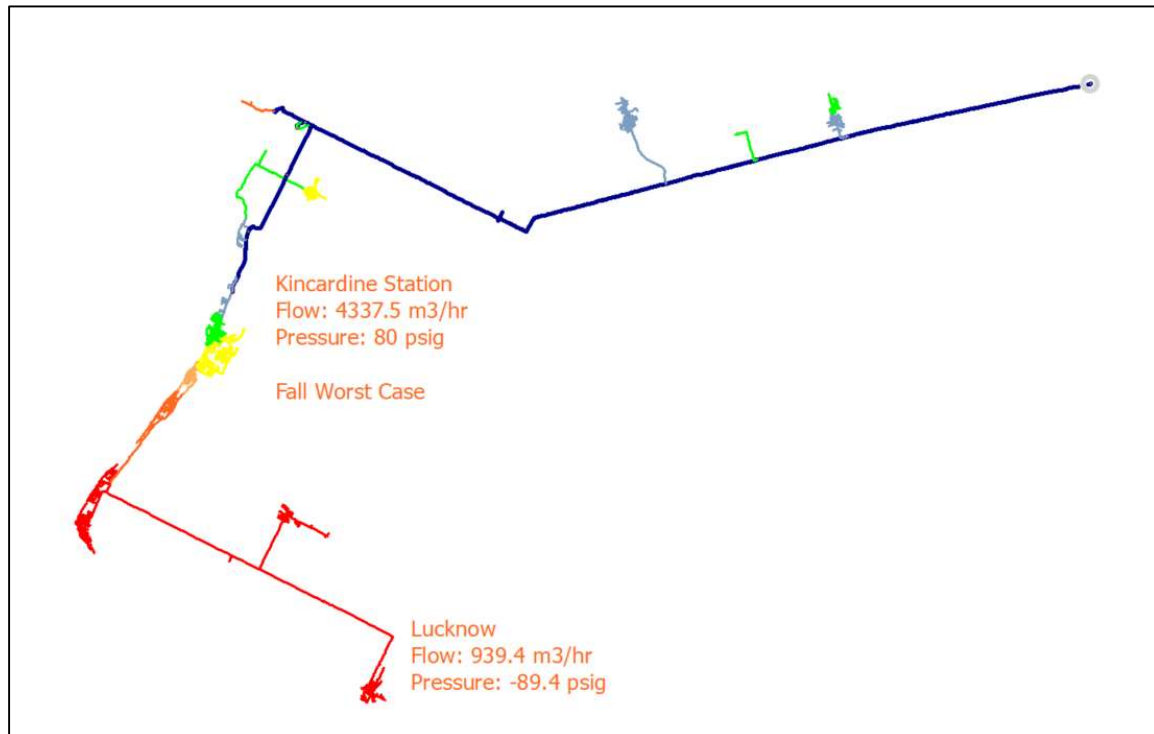 Kincardine Station
Flow: 4337.5 m3/hr
Pressure: 80 psig
Fall Worst Case
Lucknow
Flow: 939.4 m3/hr
Pressure: -89.4 psig